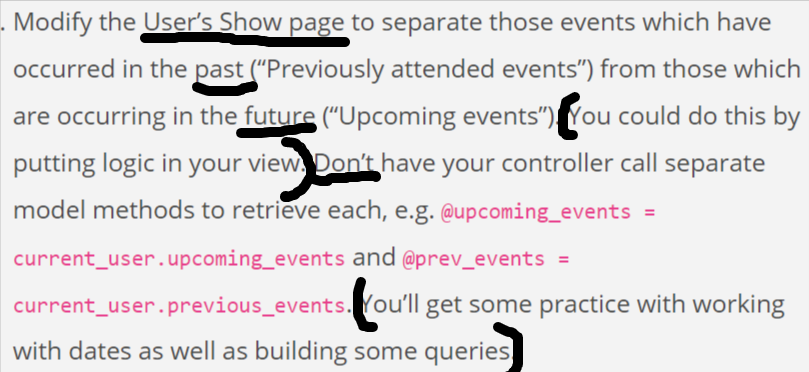 . Modify the User’s Show page to separate those events which have
occurred in the past (“Previously attended events”) from those which
are occurring in the future (“Upcoming events”). You could do this by
putting logic in your view. Don’t have your controller call separate
model methods to retrieve each, e.g. @upcoming_events =
current_user.upcoming_events and @prev_events =
current_user.previous_events. You’ll get some practice with working
with dates as well as building some queries.